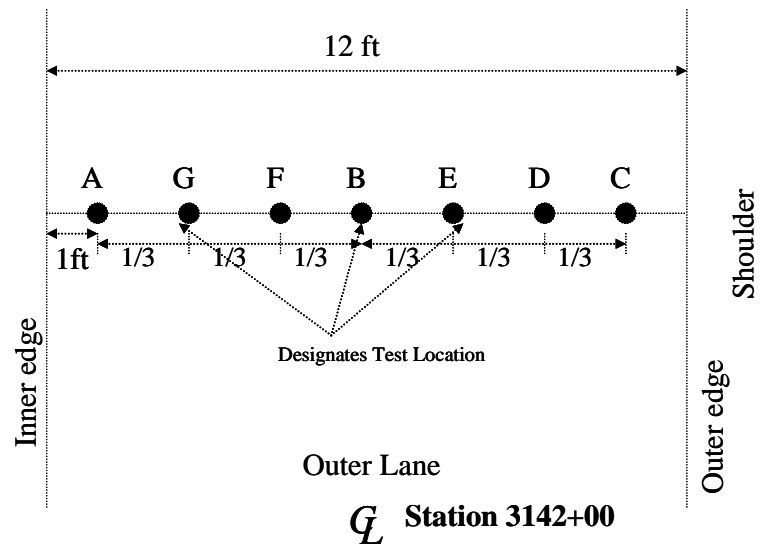 12 ft
A G F B E D C
1ft 1/3 1/3 1/3 1/3 1/3 1/3
Shoulder
Designates Test Location
Inner edge
Outer edge
Outer Lane
CL Station 3142+00